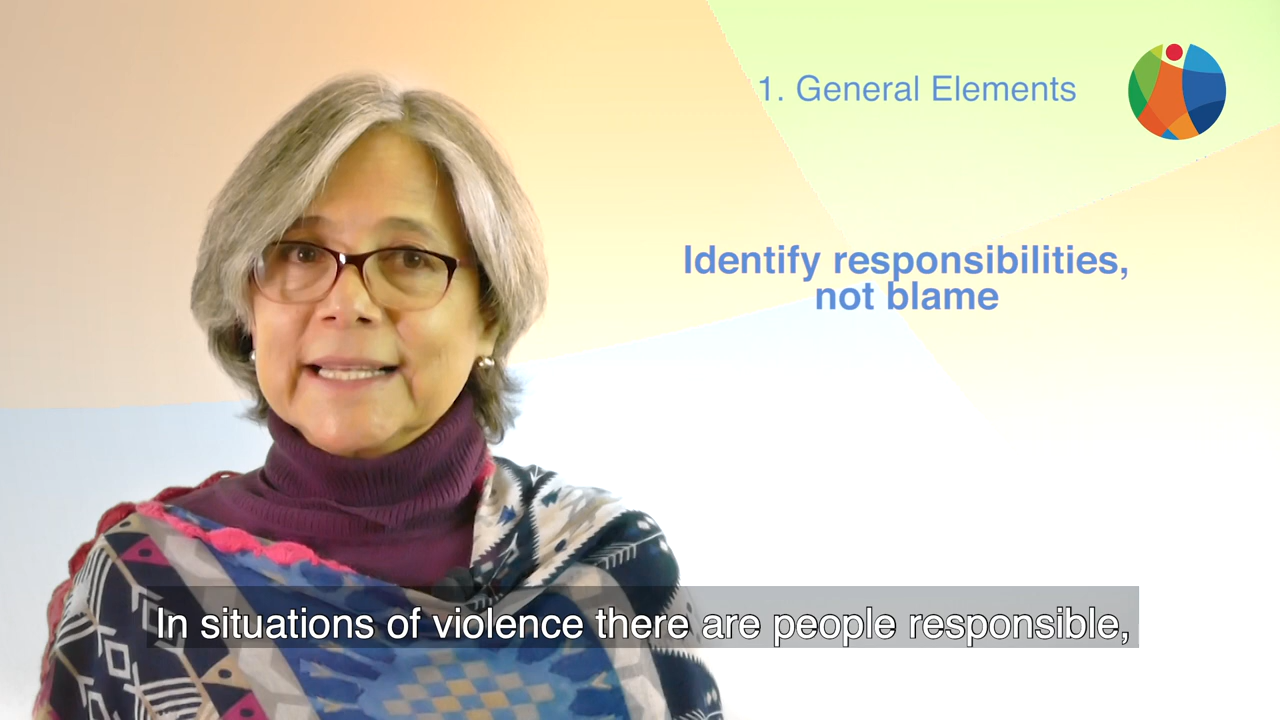 1. General Elements
Identify responsibilities,
not blame
In situations of violence there are people responsible,